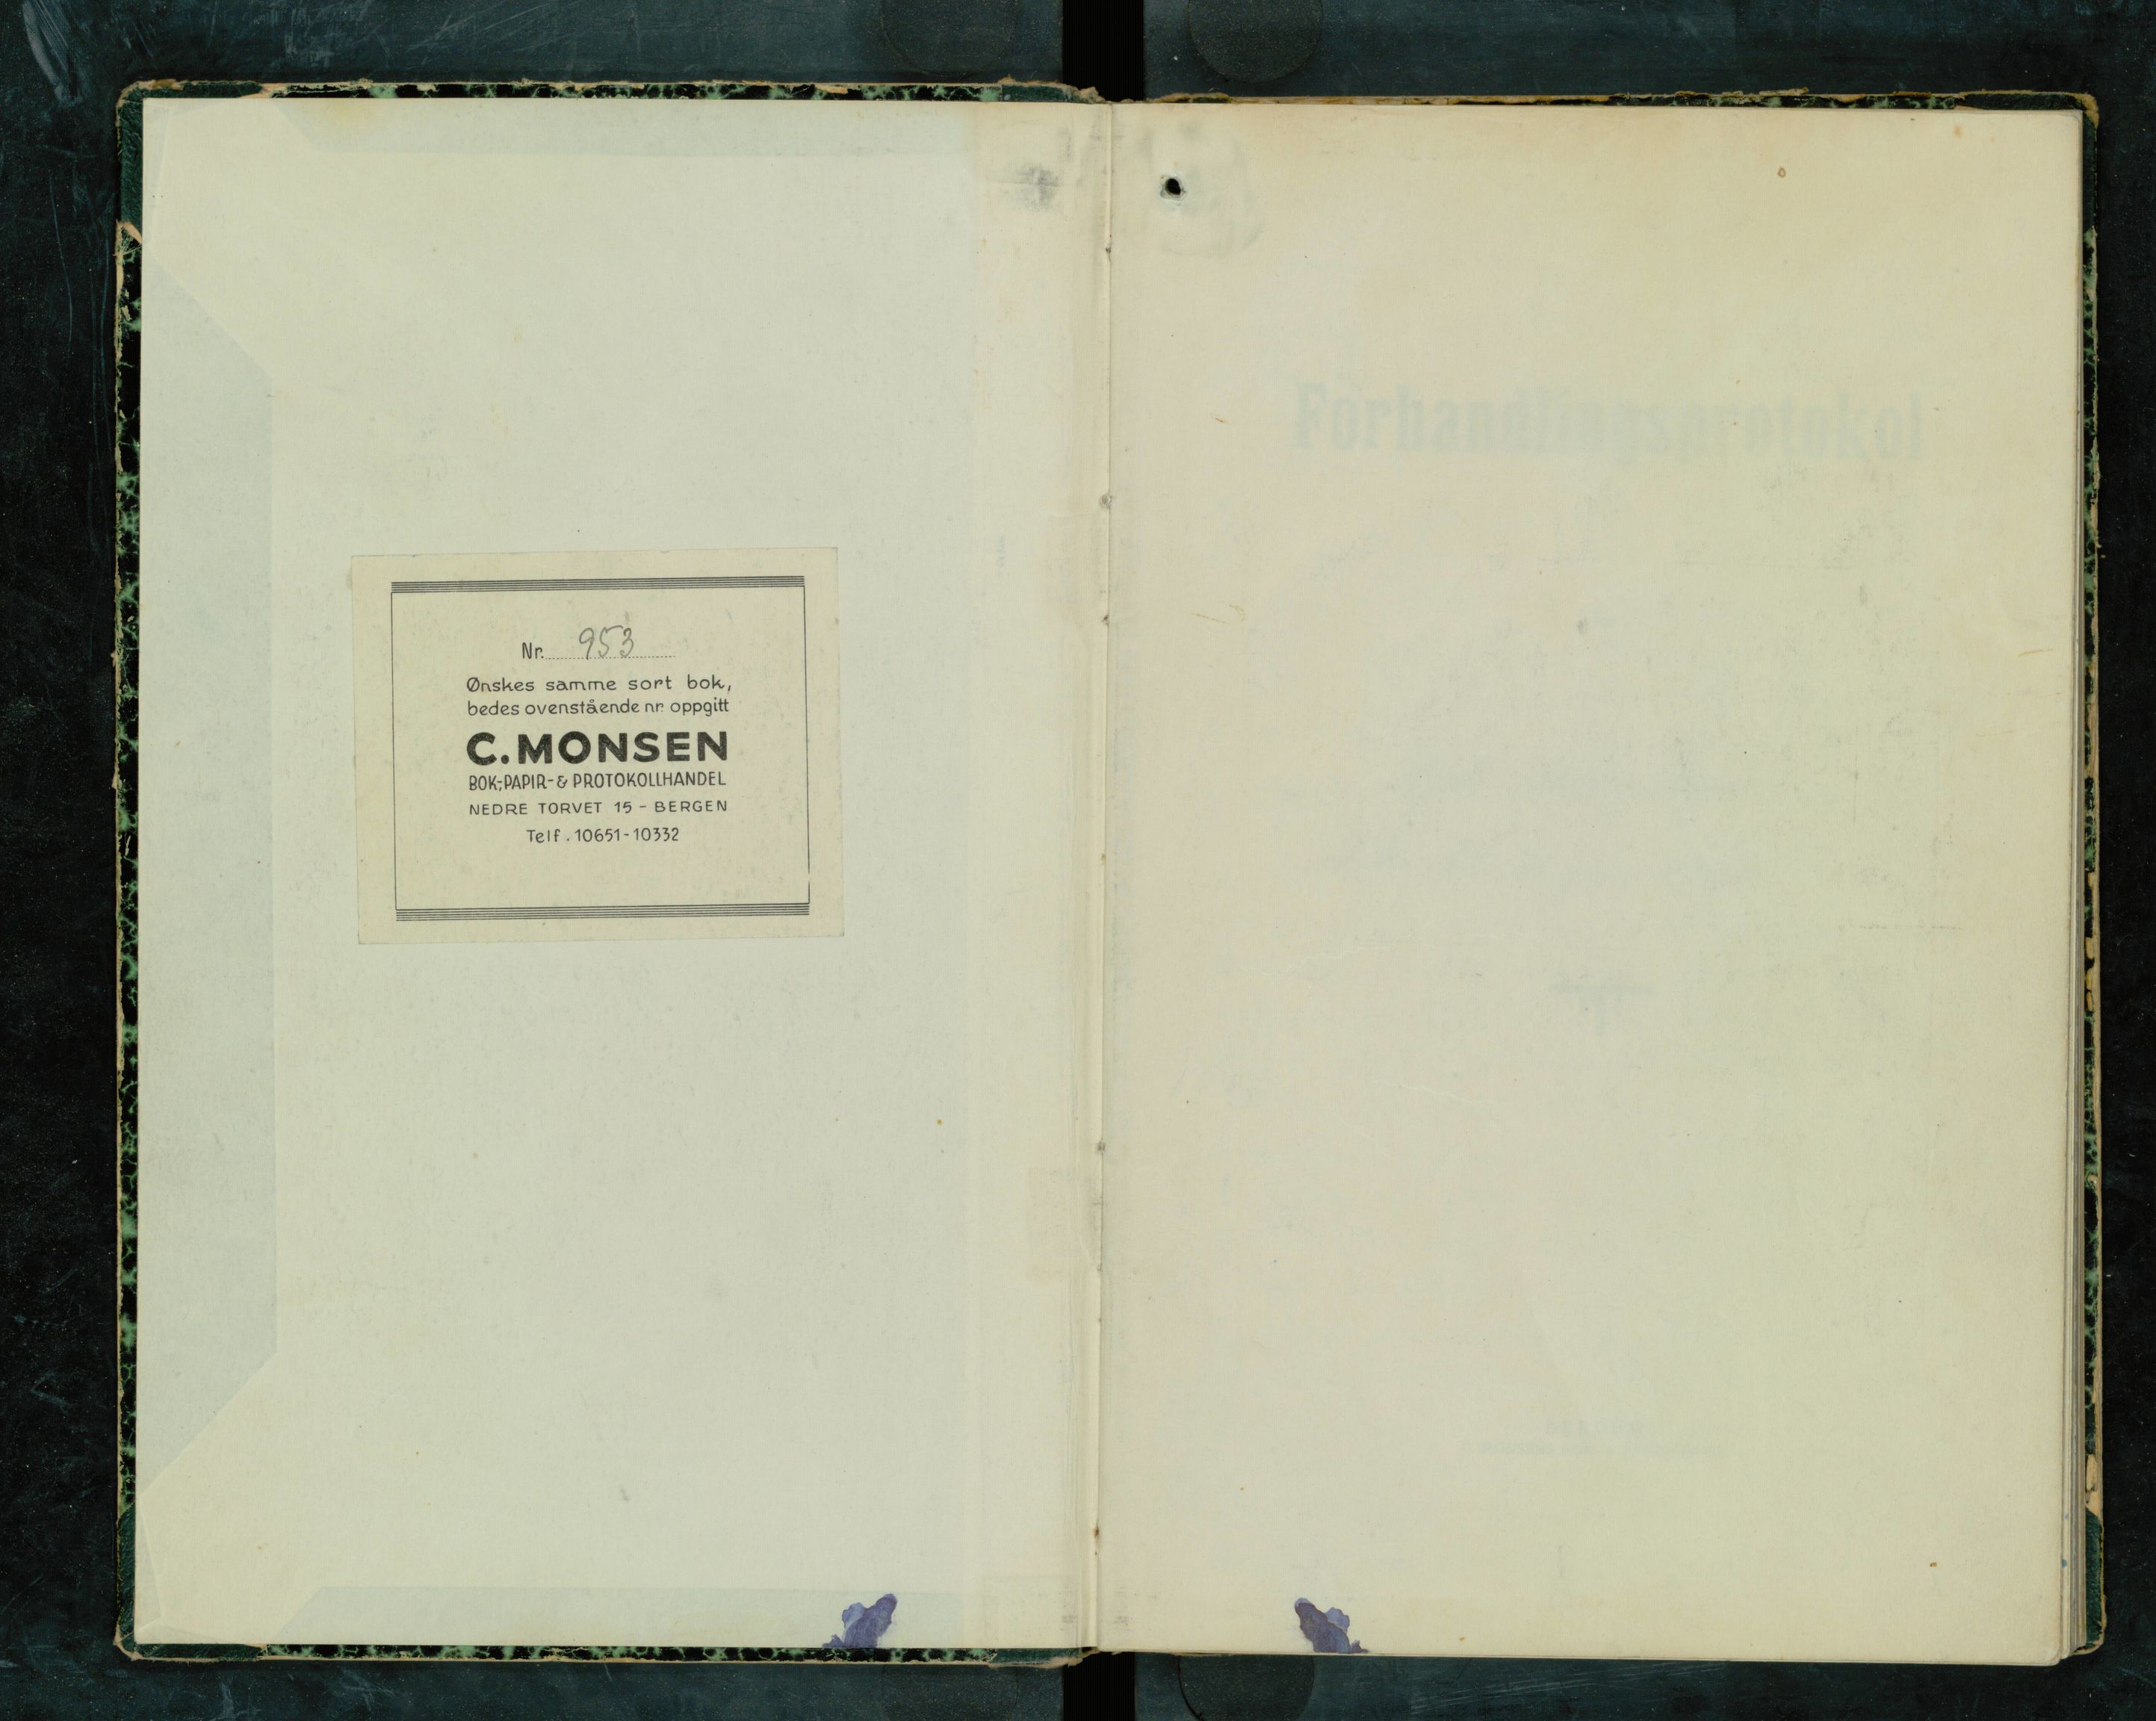 Nr. 953
Ønskes samme sort bok,
bedes ovenstående nr. oppgitt
C. MONSEN
BOK-, PAPIR- & PROTOKOLLHANDEL
NEDRE TORVET 15 - BERGEN
Telf. 10651-10332
Forhandlingsprotokol